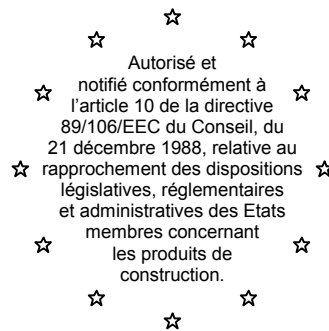 Autorisé et
notifié conformément à
l’article 10 de la directive
89/106/EEC du Conseil, du
21 décembre 1988, relative au
rapprochement des dispositions
législatives, réglementaires
et administratives des Etats
membres concernant
les produits de
construction.